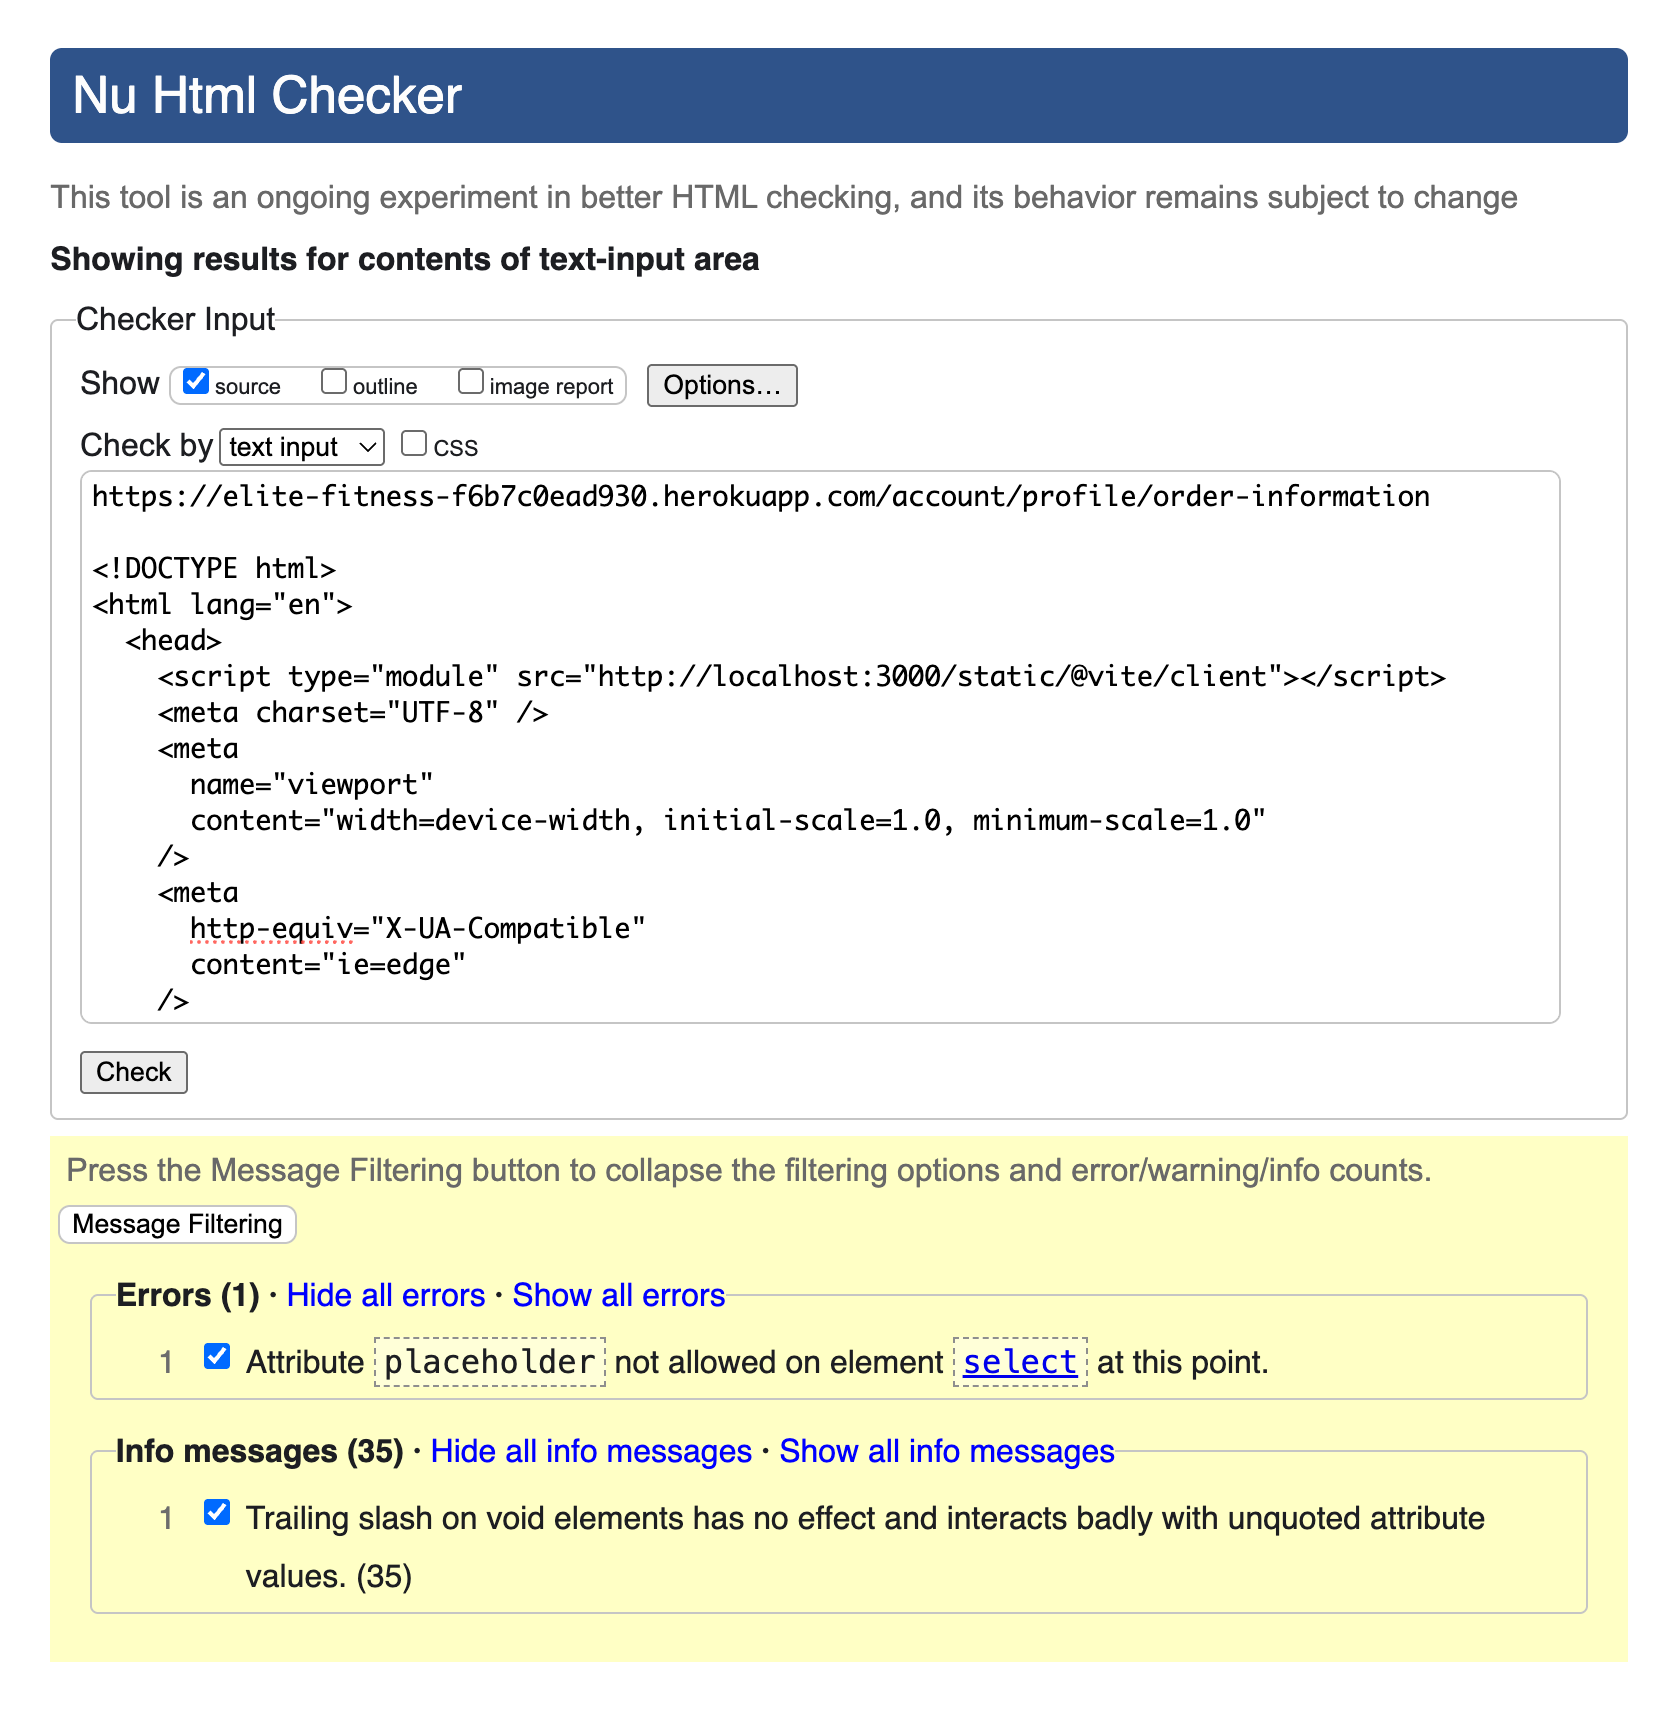 Nu Html Checker
This tool is an ongoing experiment in better HTML checking, and its behavior remains subject to change
Showing results for contents of text-input area
Checker Input
Show source outline image report Options...
Check by text input CSS
https://elite-fitness-f6b7c0ead930.herokuapp.com/account/profile/order-information
<!DOCTYPE html>
<html lang="en">
<head>
<script type="module" src="http://localhost:3000/static/@vite/client"></script>
<meta charset="UTF-8" />
<meta
name="viewport"
content="width=device-width, initial-scale=1.0, minimum-scale=1.0"
/>
<meta
http-equiv="X-UA-Compatible"
content="ie=edge"
/>
Check
Press the Message Filtering button to collapse the filtering options and error/warning/info counts.
Message Filtering
Errors (1) · Hide all errors · Show all errors
1 Attribute placeholder not allowed on element select at this point.
Info messages (35) · Hide all info messages · Show all info messages
1 Trailing slash on void elements has no effect and interacts badly with unquoted attribute
values. (35)